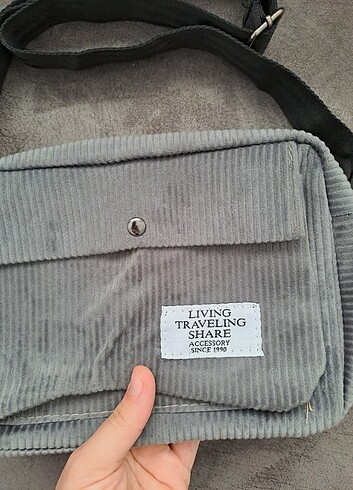 LIVING
TRAVELING
SHARE
ACCESSORY
SINCE 1998